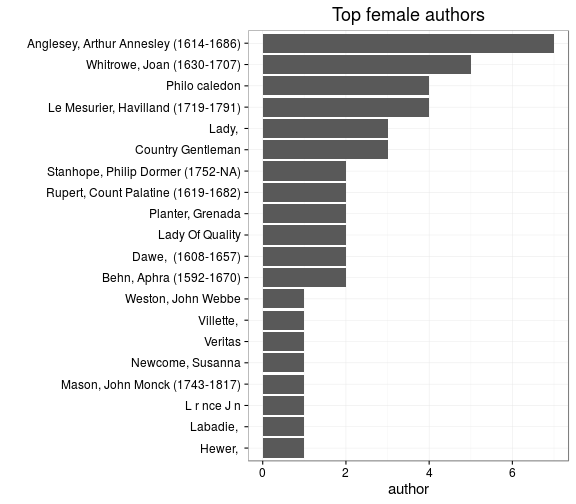 Top female authors
Anglesey, Arthur Annesley (1614-1686)
Whitrowe, Joan (1630-1707)
Philo caledon
Le Mesurier, Havilland (1719-1791)
Lady,
Country Gentleman
Stanhope, Philip Dormer (1752-NA)
Rupert, Count Palatine (1619-1682)
Planter, Grenada
Lady Of Quality
Dawe,  (1608-1657)
Behn, Aphra (1592-1670)
Weston, John Webbe
Villette,
Veritas
Newcome, Susanna
Mason, John Monck (1743-1817)
L r nce J n
Labadie,
Hewer,
0 2 4 6
author